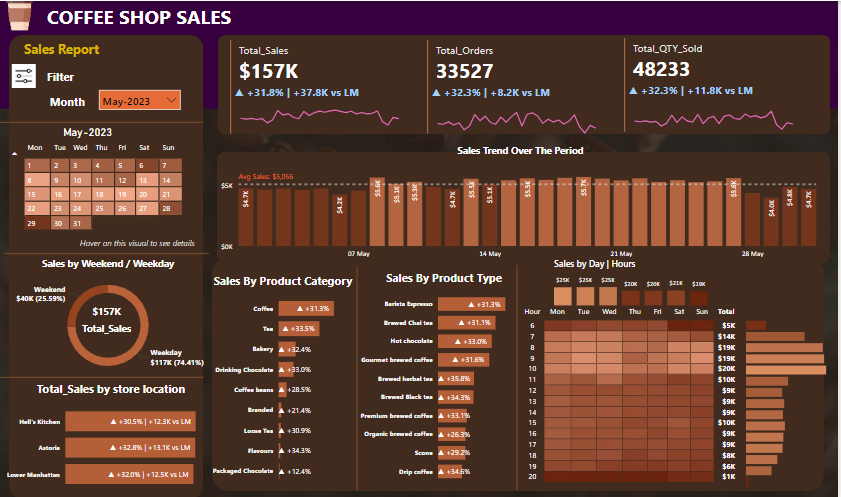 COFFEE SHOP SALES
Sales Report
Filter
Month
May-2023
May-2023
Mon Tue Wed Thu Fri Sat Sun
1 2 3 4 5 6 7
8 9 10 11 12 13 14
15 16 17 18 19 20 21
22 23 24 25 26 27 28
29 30 31
Hover on this visual to see details
Sales by Weekend / Weekday
Weekend
$40K (25.59%)
$157K
Total_Sales
Weekday
$117K (74.41%)
Total_Sales by store location
Hell's Kitchen ▲ +30.5% | +12.3K vs LM
Astoria ▲ +32.8% | +13.1K vs LM
Lower Manhattan ▲ +32.0% | +12.5K vs LM
Total_Sales
$157K
▲ +31.8% | +37.8K vs LM
Total_Orders
33527
▲ +32.3% | +8.2K vs LM
Total_QTY_Sold
48233
▲ +32.3% | +11.8K vs LM
Sales Trend Over The Period
Avg Sales: $5,056
$5K
$0K
$4.7K $4.2K $5.6K $5.1K $5.3K $4.7K $5.5K $5.1K $5.5K $5.7K $5.6K $4.0K $4.8K $4.7K
07 May 14 May 21 May 28 May
Sales By Product Category
Coffee ▲ +31.3%
Tea ▲ +33.5%
Bakery ▲ +32.4%
Drinking Chocolate ▲ +33.0%
Coffee beans ▲ +28.5%
Branded ▲ +21.4%
Loose Tea ▲ +30.9%
Flavours ▲ +34.3%
Packaged Chocolate ▲ +12.4%
Sales By Product Type
Barista Espresso ▲ +31.3%
Brewed Chai tea ▲ +31.1%
Hot chocolate ▲ +33.0%
Gourmet brewed coffee ▲ +31.6%
Brewed herbal tea ▲ +35.8%
Brewed Black tea ▲ +34.3%
Premium brewed coffee ▲ +33.1%
Organic brewed coffee ▲ +26.3%
Scone ▲ +29.2%
Drip coffee ▲ +34.6%
Sales by Day | Hours
$25K $25K $25K $20K $20K $21K $19K
Hour Mon Tue Wed Thu Fri Sat Sun Total
6 $5K
7 $14K
8 $19K
9 $19K
10 $20K
11 $10K
12 $9K
13 $9K
14 $9K
15 $10K
16 $9K
17 $9K
18 $8K
19 $6K
20 $1K